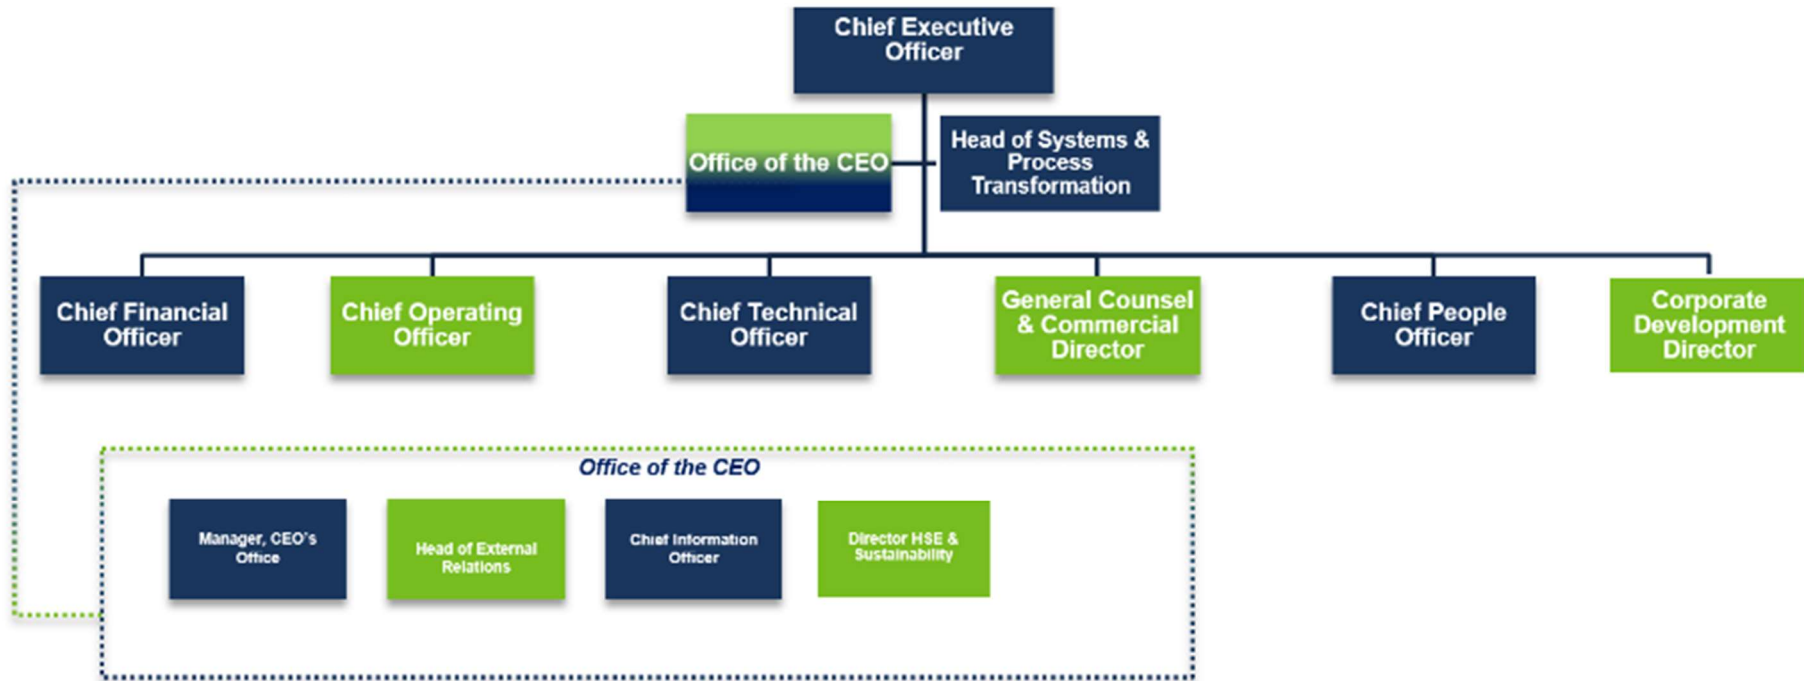 Chief Executive
Officer
Office of the CEO
Head of Systems &
Process
Transformation
Chief Financial
Officer
Chief Operating
Officer
Chief Technical
Officer
General Counsel
& Commercial
Director
Chief People
Officer
Corporate
Development
Director
Office of the CEO
Manager, CEO's
Office
Head of External
Relations
Chief Information
Officer
Director HSE &
Sustainability